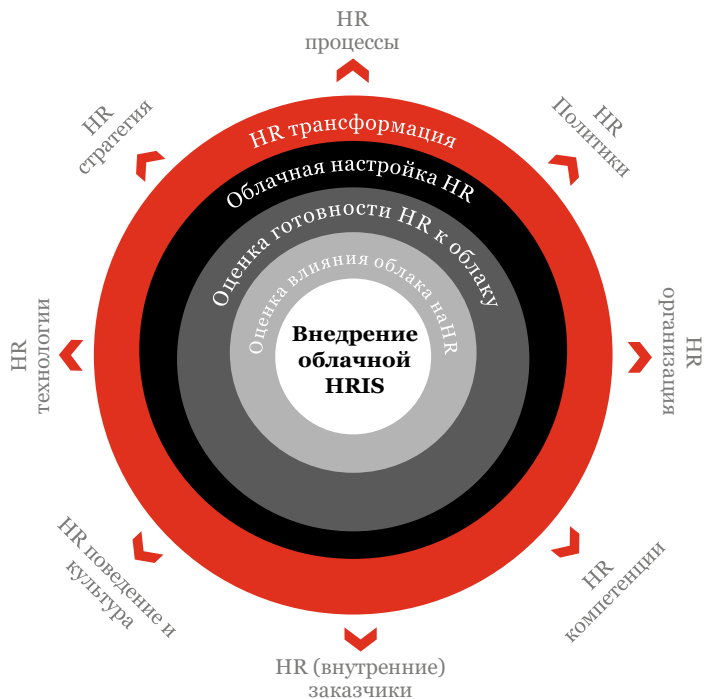 HR
процессы
HR
стратегия
HR
Политики
HR трансформация
Облачная настройка HR
Оценка готовности HR к облаку
Оценка влияния облака наHR
Внедрение
облачной
HRIS
HR
технологии
HR
организация
HR поведение и
культура
HR
компетенции
HR (внутренние)
заказчики